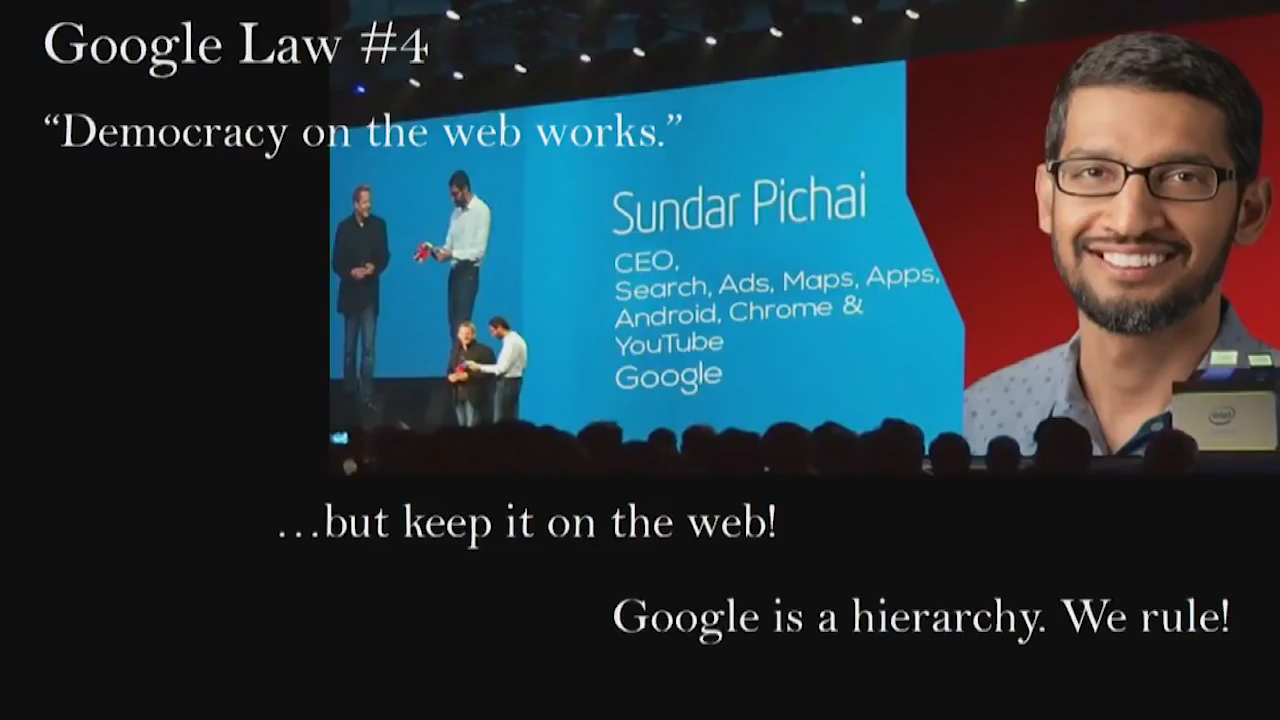 Google Law #4
“Democracy on the web works.”
Sundar Pichai
CEO,
Search, Ads, Maps, Apps,
Android, Chrome &
YouTube
Google
intel
…but keep it on the web!
Google is a hierarchy. We rule!